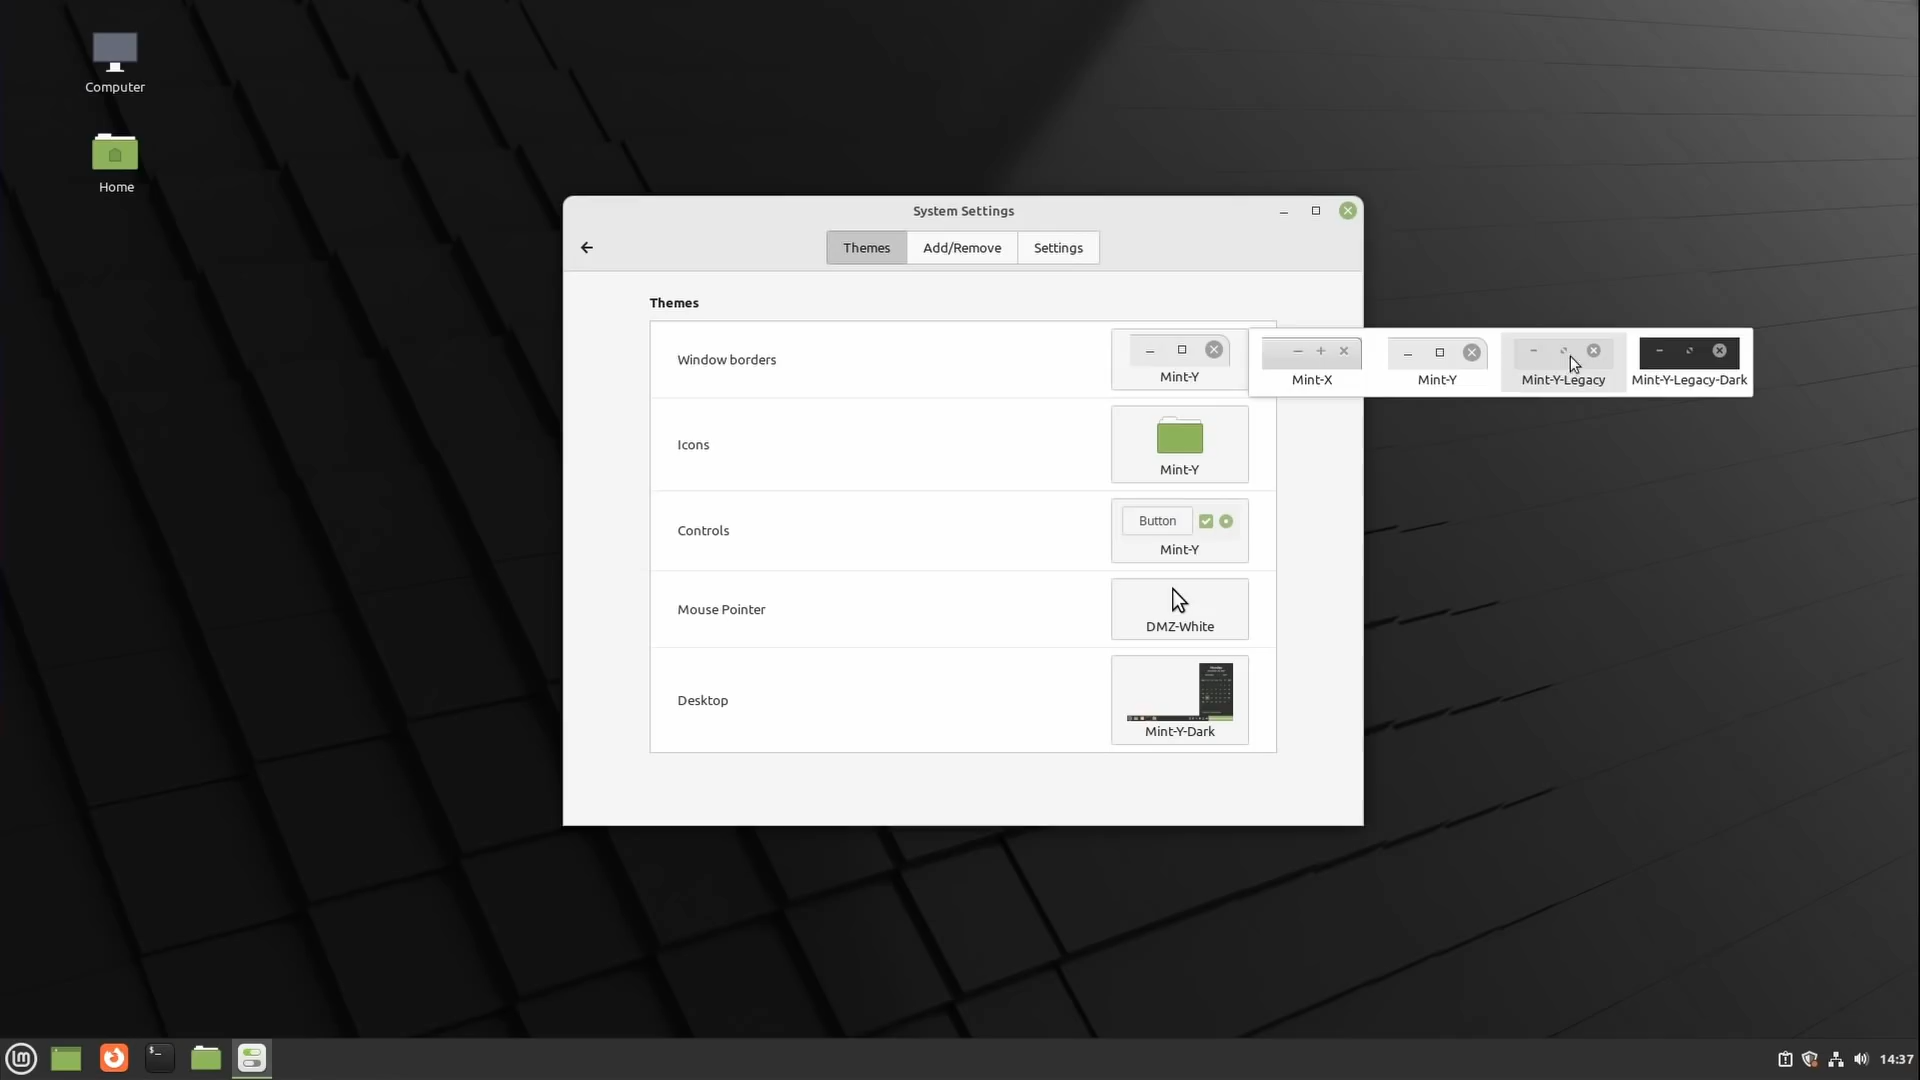 Computer
Home
System Settings
Themes
Add/Remove
Settings
Themes
Window borders
Mint-Y
Mint-X
Mint-Y
Mint-Y-Legacy
Mint-Y-Legacy-Dark
Icons
Mint-Y
Controls
Button
Mint-Y
Mouse Pointer
DMZ-White
Desktop
Mint-Y-Dark
$_
14:37